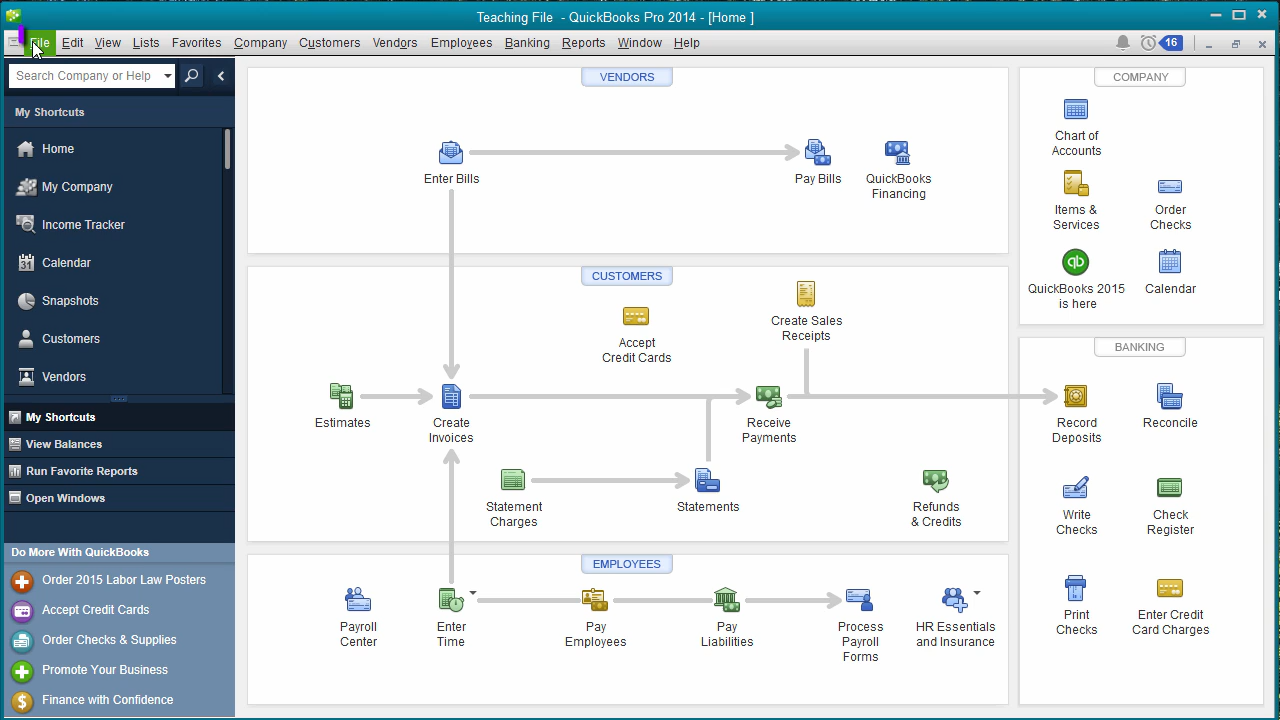 Teaching File - QuickBooks Pro 2014 - [Home ]
File Edit View Lists Favorites Company Customers Vendors Employees Banking Reports Window Help
16
Search Company or Help
My Shortcuts
Home
My Company
Income Tracker
31
Calendar
Snapshots
Customers
Vendors
My Shortcuts
View Balances
Run Favorite Reports
Open Windows
Do More With QuickBooks
Order 2015 Labor Law Posters
Accept Credit Cards
Order Checks & Supplies
Promote Your Business
$
Finance with Confidence
VENDORS
Enter Bills
Pay Bills
QuickBooks
Financing
CUSTOMERS
Accept
Credit Cards
Create Sales
Receipts
Estimates
Create
Invoices
Receive
Payments
Statement
Charges
Statements
Refunds
& Credits
EMPLOYEES
Payroll
Center
Enter
Time
Pay
Employees
Pay
Liabilities
Process
Payroll
Forms
HR Essentials
and Insurance
COMPANY
Chart of
Accounts
Items &
Services
Order
Checks
qb
QuickBooks 2015
is here
Calendar
BANKING
Record
Deposits
Reconcile
Write
Checks
Check
Register
Print
Checks
Enter Credit
Card Charges